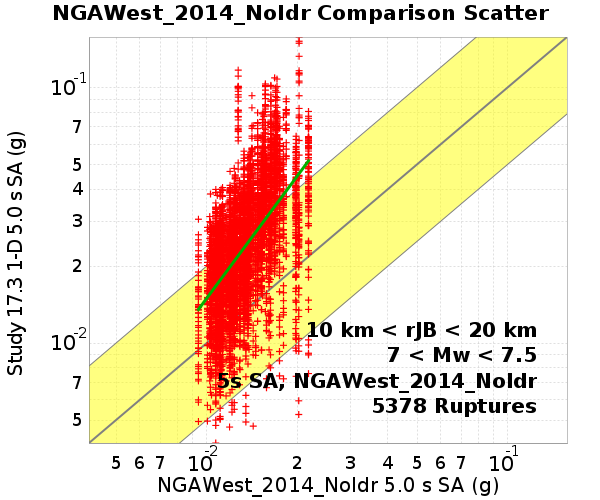 NGAWest_2014_NoIdr Comparison Scatter
Study 17.3 1-D 5.0 s SA (g)
10-1
7
5
4
3
2
10-2
7
5
10 km < rJB < 20 km
7 < Mw < 7.5
5s SA, NGAWest_2014_NoIdr
5378 Ruptures
5 6 7 10-2 2 3 4 5 6 7 10-1
NGAWest_2014_NoIdr 5.0 s SA (g)